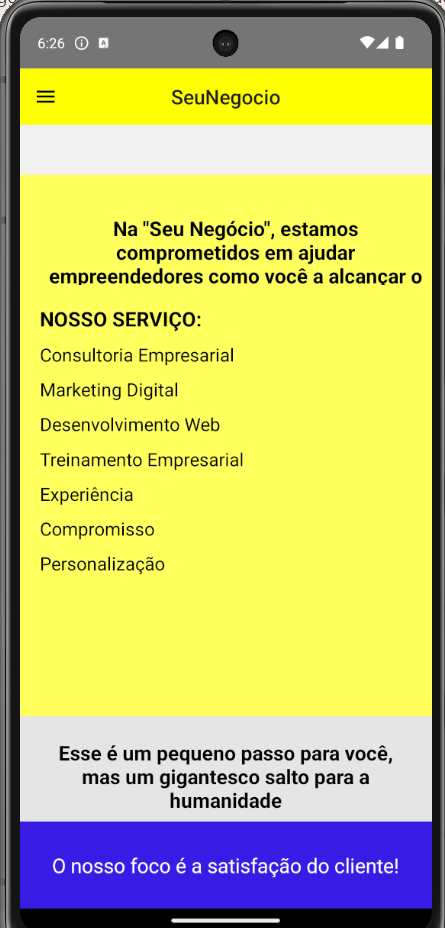 6:26
SeuNegocio
Na "Seu Negócio", estamos
comprometidos em ajudar
empreendedores como você a alcançar o
NOSSO SERVIÇO:
Consultoria Empresarial
Marketing Digital
Desenvolvimento Web
Treinamento Empresarial
Experiência
Compromisso
Personalização
Esse é um pequeno passo para você,
mas um gigantesco salto para a
humanidade
O nosso foco é a satisfação do cliente!